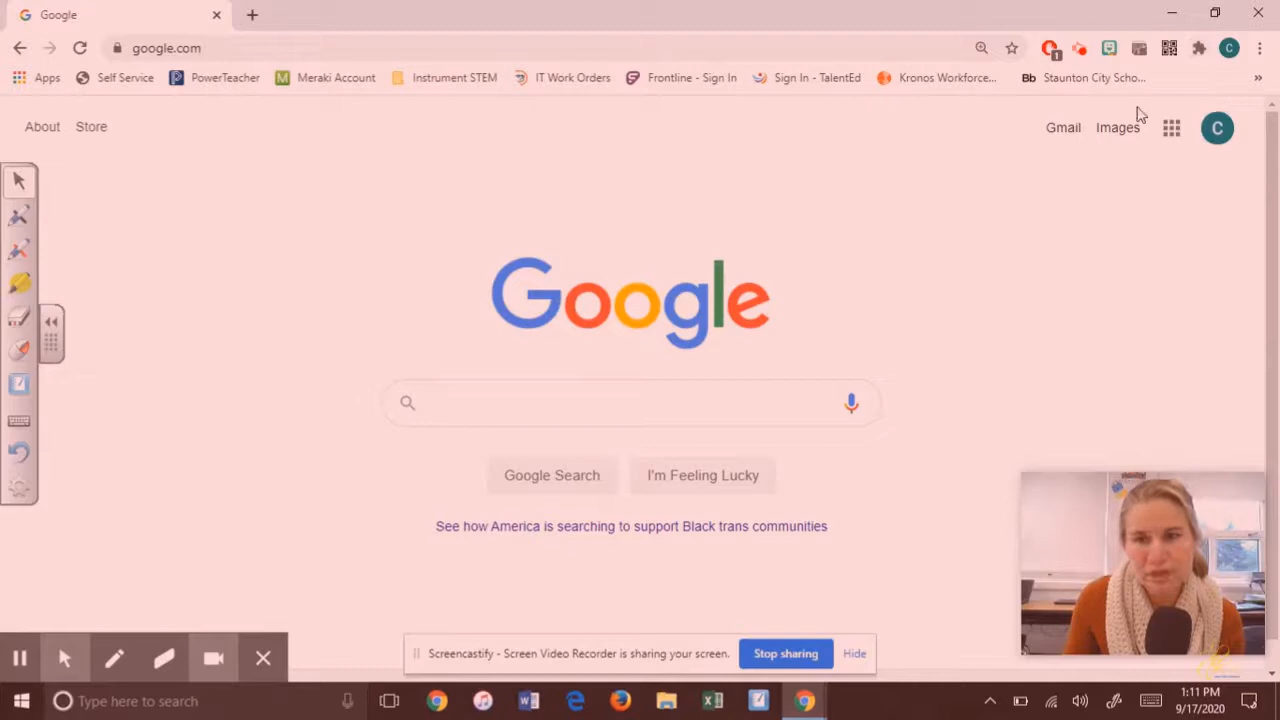 Google
google.com
Apps Self Service PowerTeacher Meraki Account Instrument STEM IT Work Orders Frontline - Sign In Sign In - TalentEd Kronos Workforce... Bb Staunton City Scho...
About Store Gmail Images C
Google
Google Search I'm Feeling Lucky
See how America is searching to support Black trans communities
Screencastify - Screen Video Recorder is sharing your screen. Stop sharing Hide
Type here to search
1:11 PM
9/17/2020